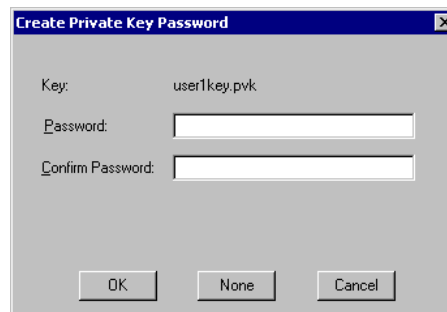 Create Private Key Password
Key: user1key.pvk
Password:
Confirm Password:
OK None Cancel